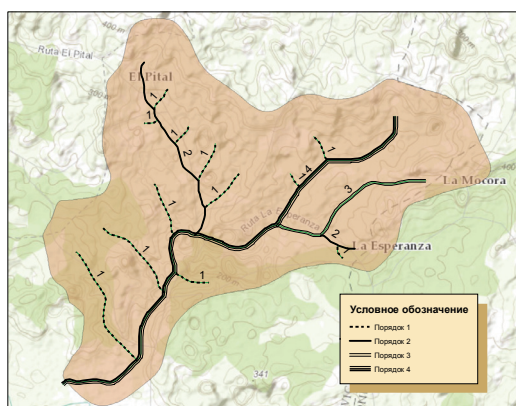 Ruta El Pital
El Pital
1
1
1
2
1
1
1
4
1
3
La Mocora
Ruta La Esperanza
1
2
La Esperanza
1
1
1
341
Условное обозначение
Порядок 1
Порядок 2
Порядок 3
Порядок 4